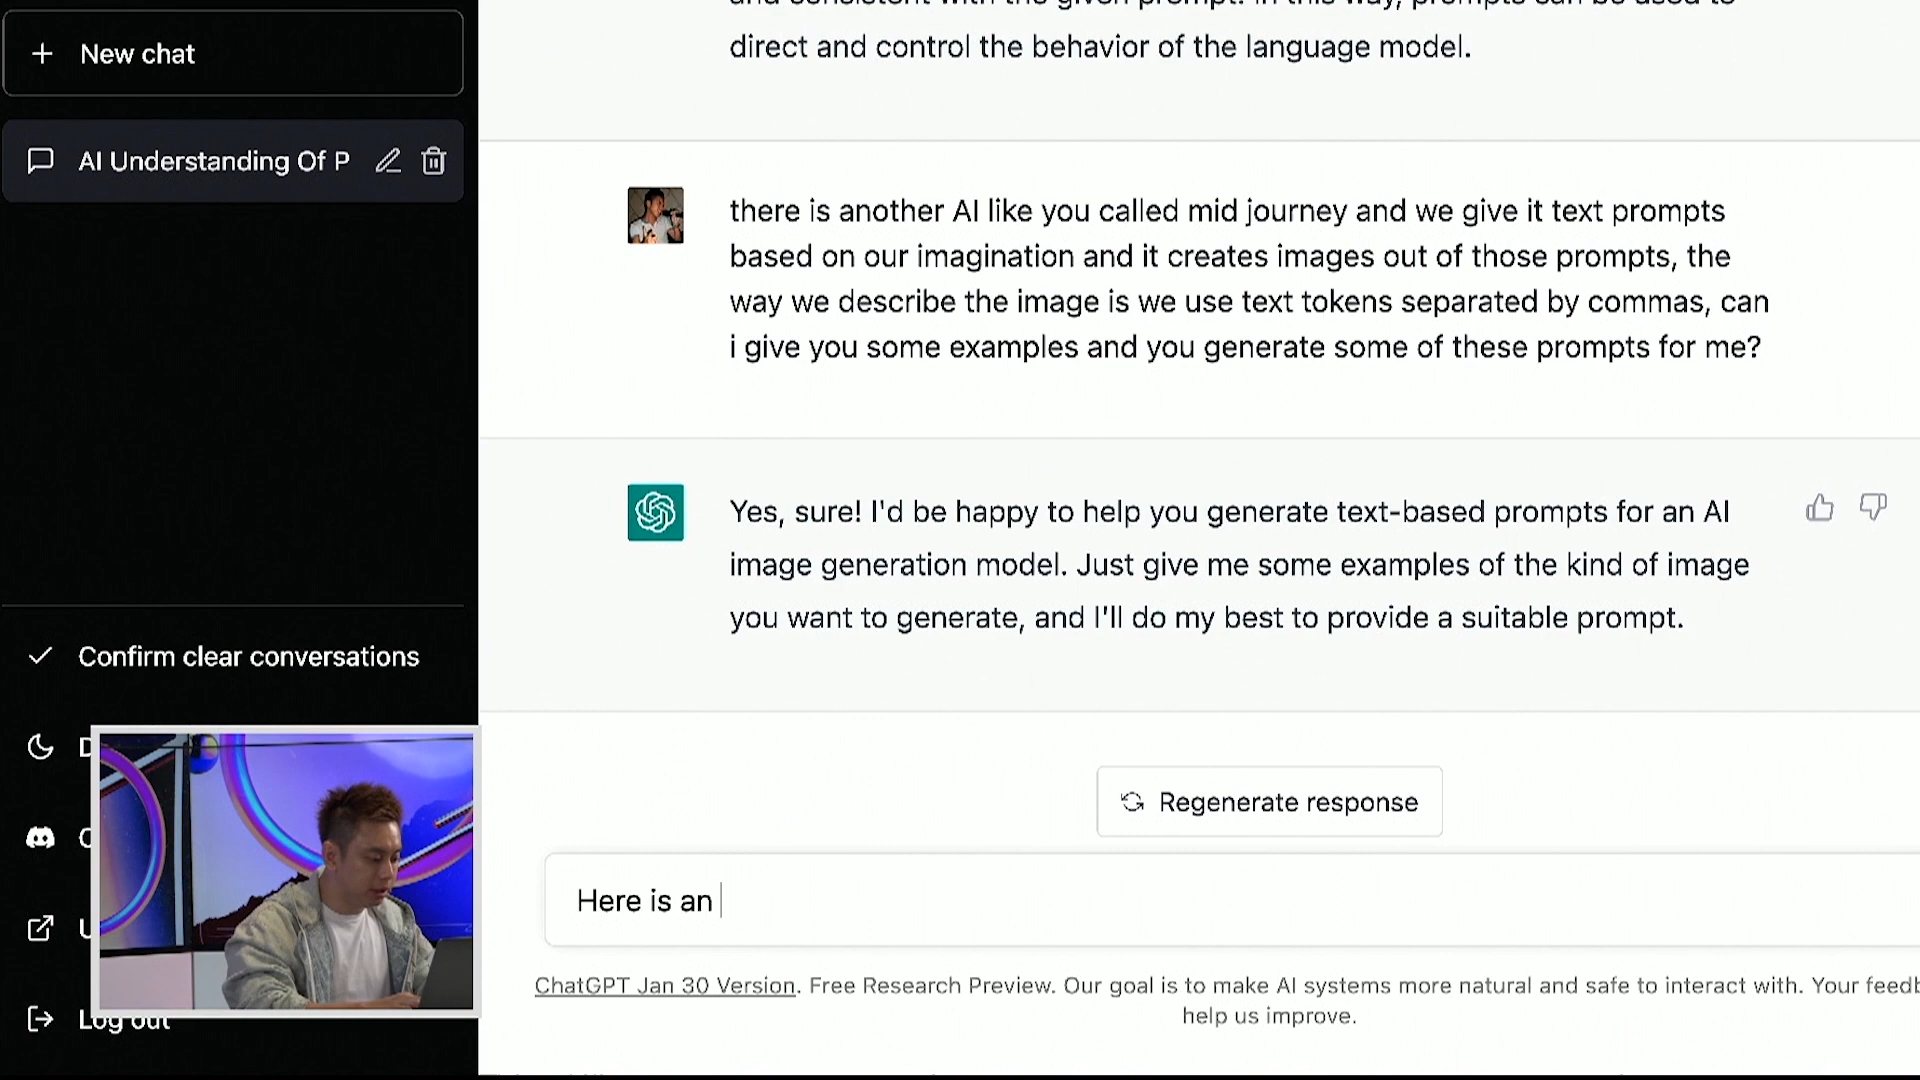 New chat
AI Understanding Of P
Confirm clear conversations
Log out
direct and control the behavior of the language model.
there is another AI like you called mid journey and we give it text prompts
based on our imagination and it creates images out of those prompts, the
way we describe the image is we use text tokens separated by commas, can
i give you some examples and you generate some of these prompts for me?
Yes, sure! I'd be happy to help you generate text-based prompts for an AI
image generation model. Just give me some examples of the kind of image
you want to generate, and I'll do my best to provide a suitable prompt.
Regenerate response
Here is an
ChatGPT Jan 30 Version. Free Research Preview. Our goal is to make AI systems more natural and safe to interact with. Your feedb
help us improve.